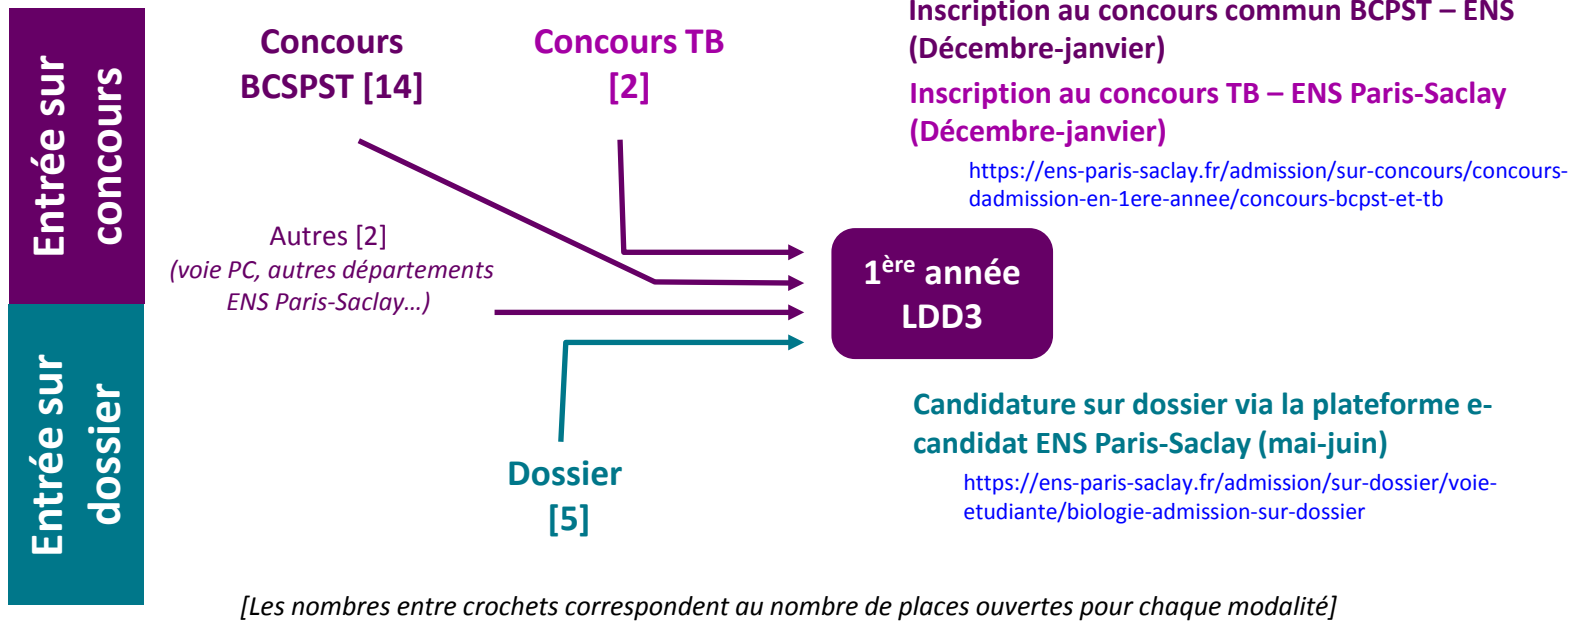 Entrée sur
concours
Entrée sur
dossier
Concours
BCSPST [14]
Concours TB
[2]
Autres [2]
(voie PC, autres départements
ENS Paris-Saclay...)
Dossier
[5]
1ère année
LDD3
Inscription au concours commun BCPST – ENS
(Décembre-janvier)
Inscription au concours TB – ENS Paris-Saclay
(Décembre-janvier)
https://ens-paris-saclay.fr/admission/sur-concours/concours-
dadmission-en-1ere-annee/concours-bcpst-et-tb
Candidature sur dossier via la plateforme e-
candidat ENS Paris-Saclay (mai-juin)
https://ens-paris-saclay.fr/admission/sur-dossier/voie-
etudiante/biologie-admission-sur-dossier
[Les nombres entre crochets correspondent au nombre de places ouvertes pour chaque modalité]